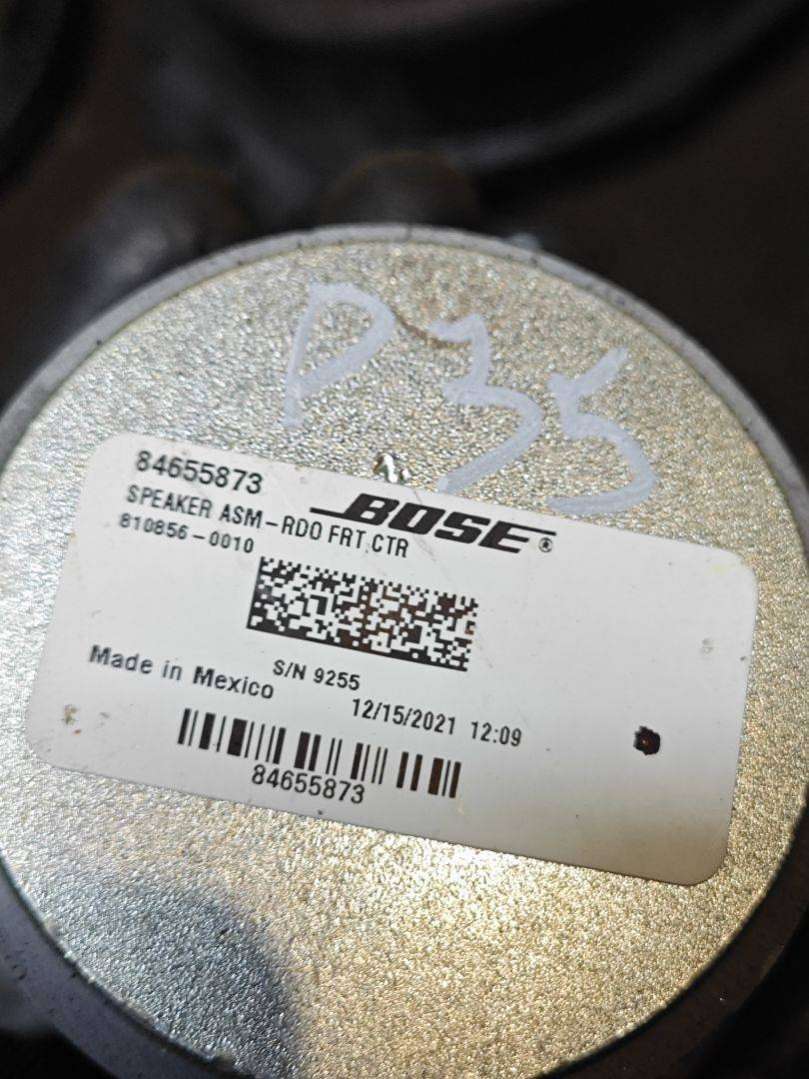 P 35
84655873
BOSE®
SPEAKER ASM-RDO FRT CTR
810856-0010
S/N 9255
Made in Mexico
12/15/2021 12:09
84655873